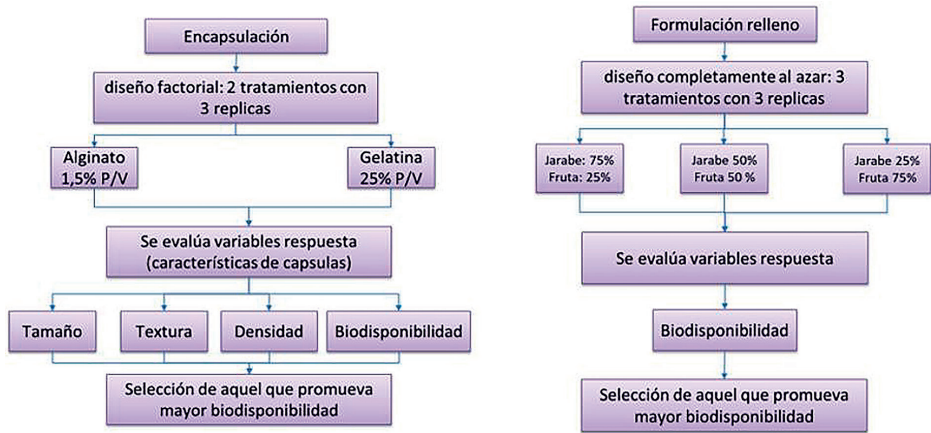 Encapsulación
diseño factorial: 2 tratamientos con
3 replicas
Alginato
1,5% P/V
Gelatina
25% P/V
Se evalúa variables respuesta
(características de capsulas)
Tamaño
Textura
Densidad
Biodisponibilidad
Selección de aquel que promueva
mayor biodisponibilidad
Formulación relleno
diseño completamente al azar: 3
tratamientos con 3 replicas
Jarabe: 75%
Fruta: 25%
Jarabe 50%
Fruta 50 %
Jarabe 25%
Fruta 75%
Se evalúa variables respuesta
Biodisponibilidad
Selección de aquel que promueva
mayor biodisponibilidad